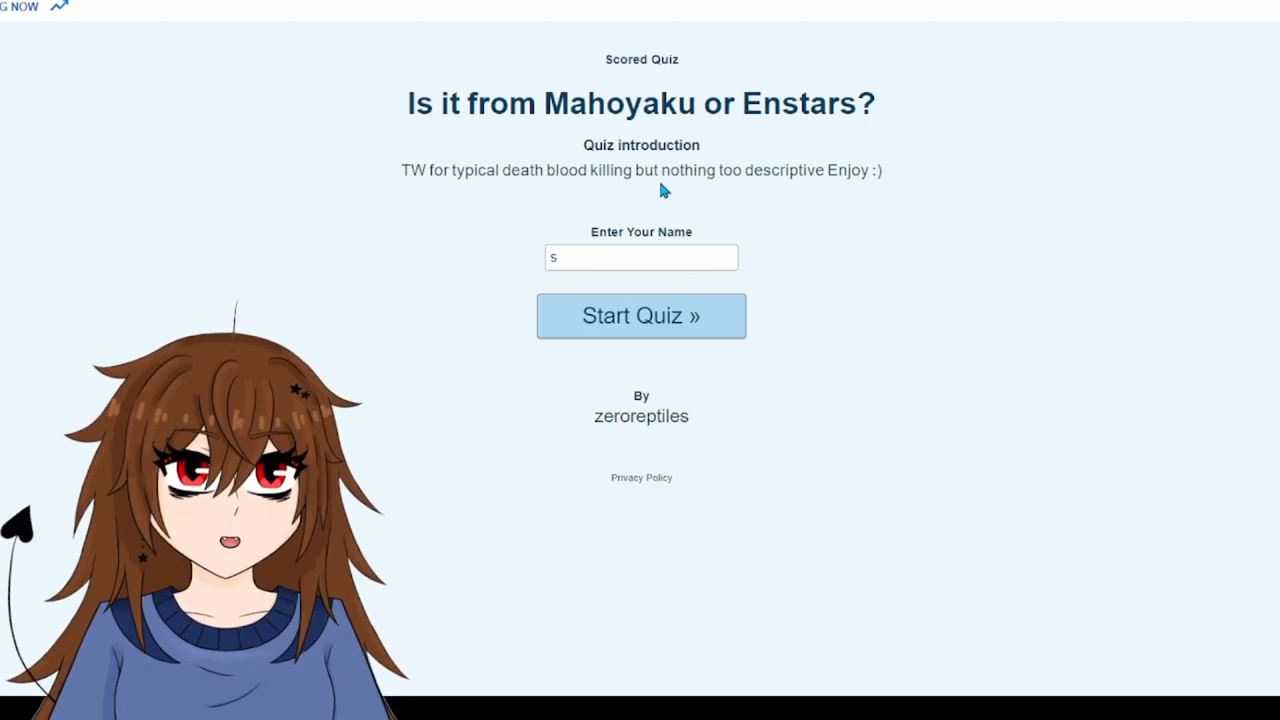 G NOW
Scored Quiz
Is it from Mahoyaku or Enstars?
Quiz introduction
TW for typical death blood killing but nothing too descriptive Enjoy :)
Enter Your Name
S
Start Quiz »
By
zeroreptiles
Privacy Policy